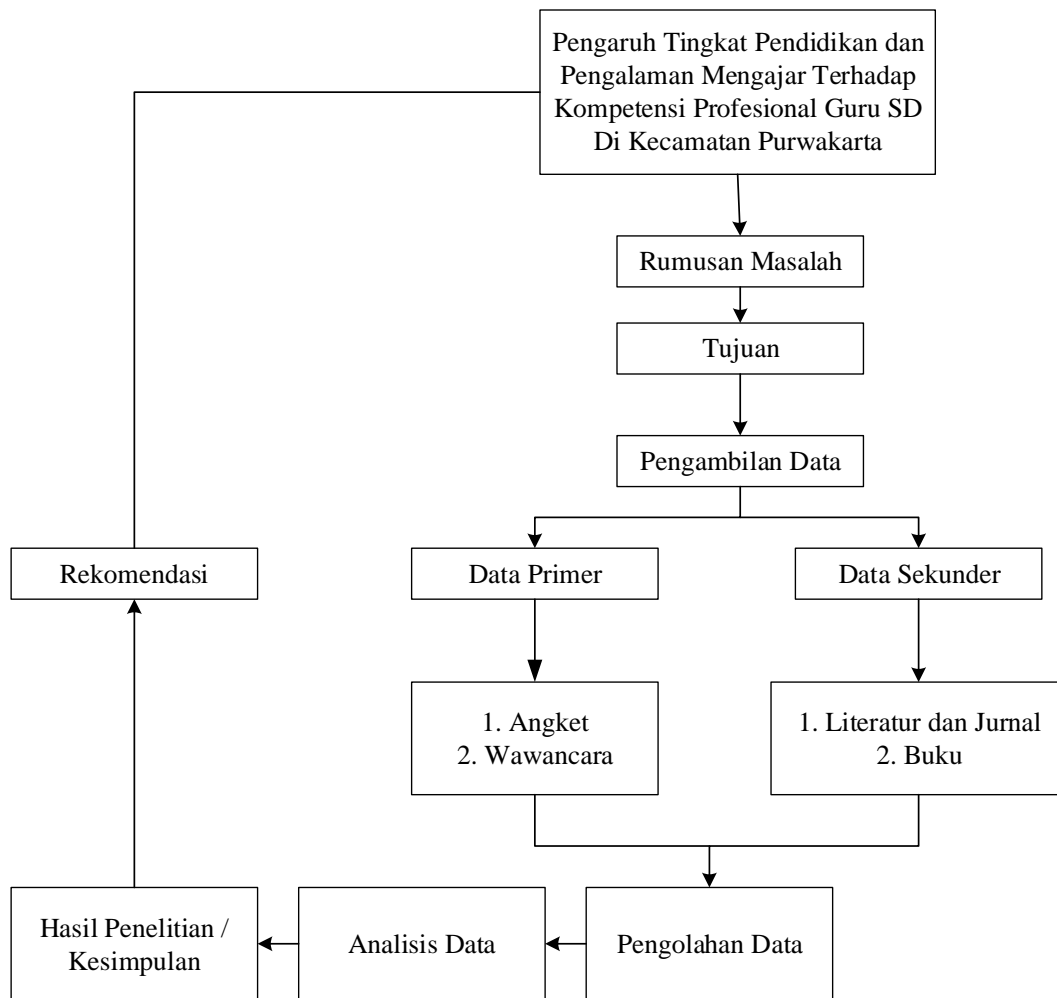 Pengaruh Tingkat Pendidikan dan
Pengalaman Mengajar Terhadap
Kompetensi Profesional Guru SD
Di Kecamatan Purwakarta
Rumusan Masalah
Tujuan
Pengambilan Data
Rekomendasi
Data Primer
Data Sekunder
1. Angket
2. Wawancara
1. Literatur dan Jurnal
2. Buku
Hasil Penelitian /
Kesimpulan
Analisis Data
Pengolahan Data